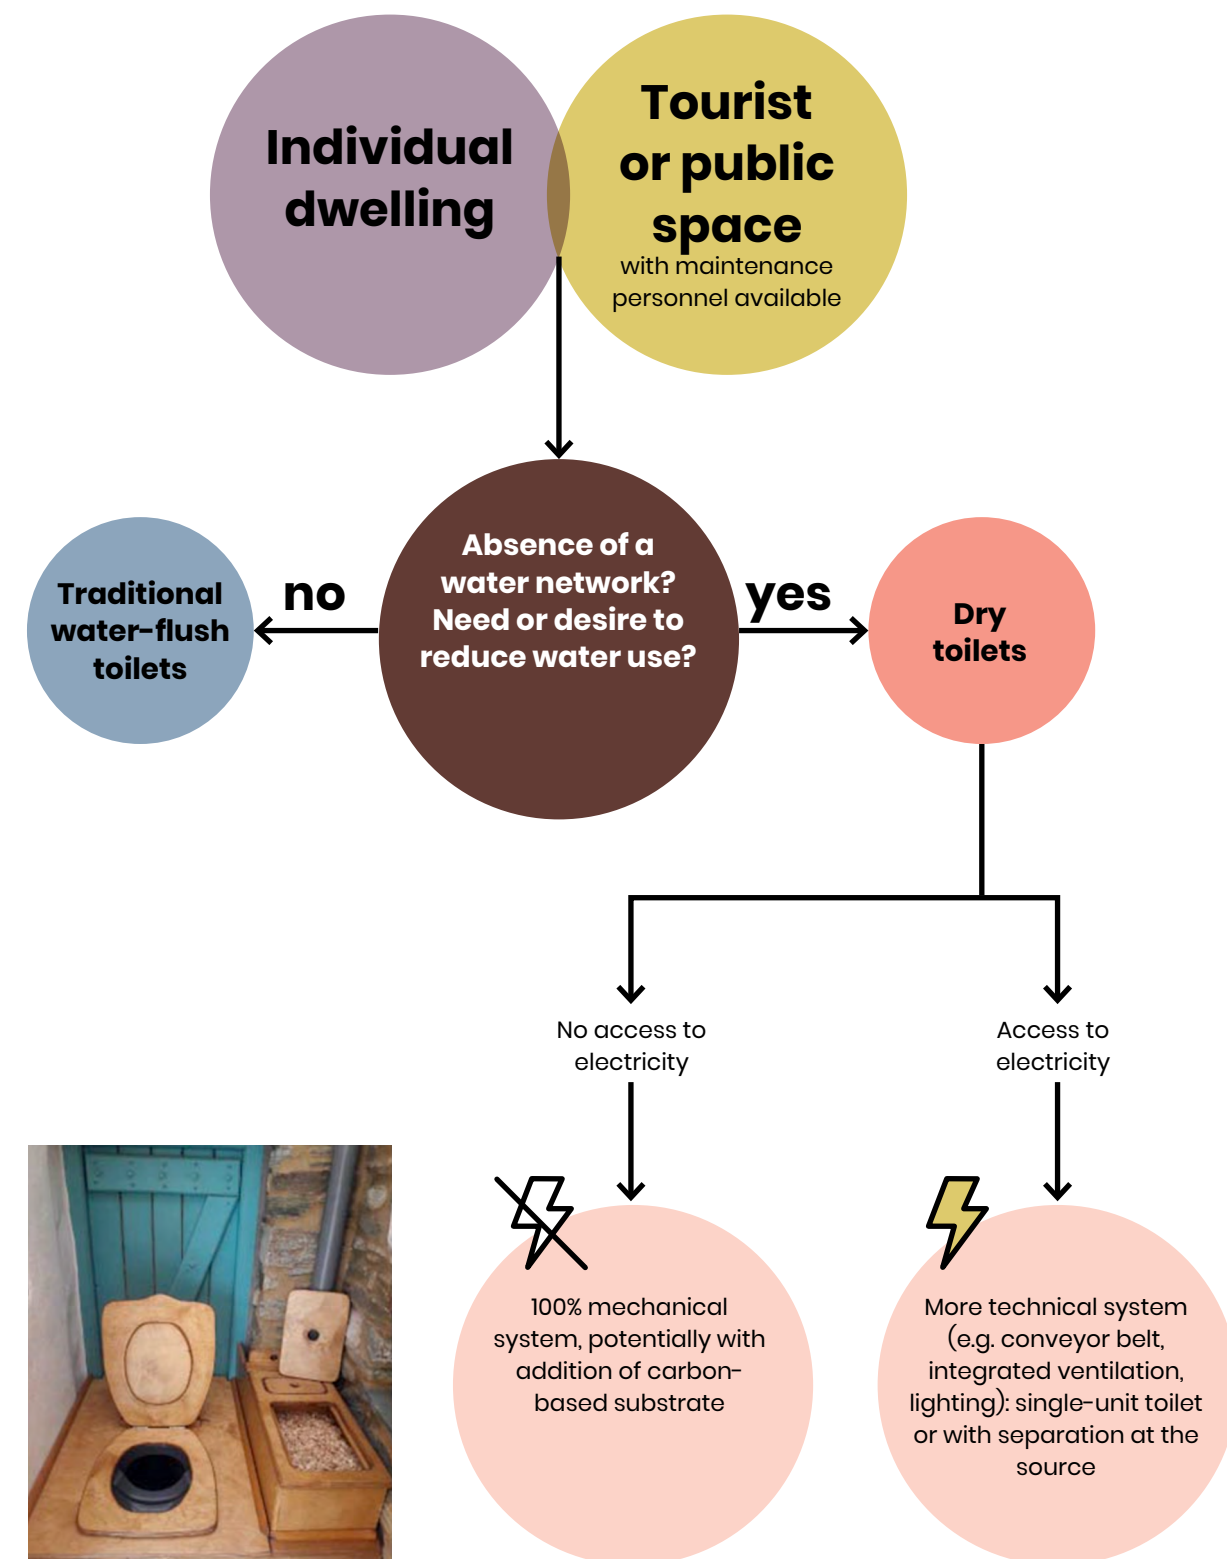 Individual
dwelling
Tourist
or public
space
with maintenance
personnel available
Absence of a
water network?
Need or desire to
reduce water use?
no
yes
Traditional
water-flush
toilets
Dry
toilets
No access to
electricity
Access to
electricity
100% mechanical
system, potentially with
addition of carbon-
based substrate
More technical system
(e.g. conveyor belt,
integrated ventilation,
lighting): single-unit toilet
or with separation at the
source